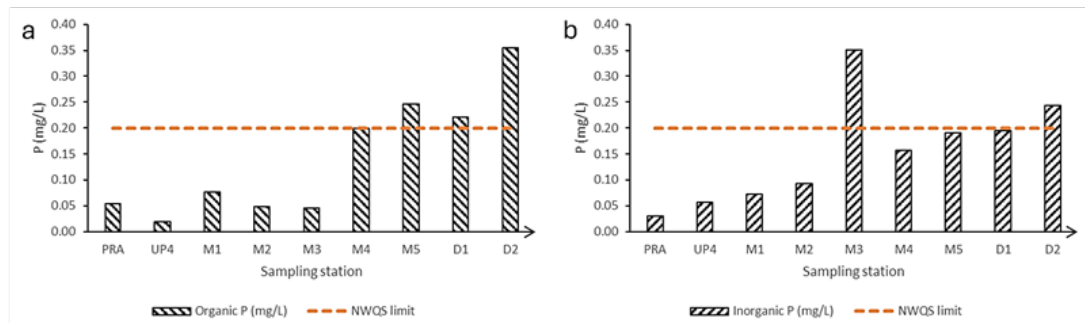 a
P (mg/L)
0.40
0.35
0.30
0.25
0.20
0.15
0.10
0.05
0.00
PRA UP4 M1 M2 M3 M4 M5 D1 D2
Sampling station
Organic P (mg/L) NWQS limit
b
P (mg/L)
0.40
0.35
0.30
0.25
0.20
0.15
0.10
0.05
0.00
PRA UP4 M1 M2 M3 M4 M5 D1 D2
Sampling station
Inorganic P (mg/L) NWQS limit